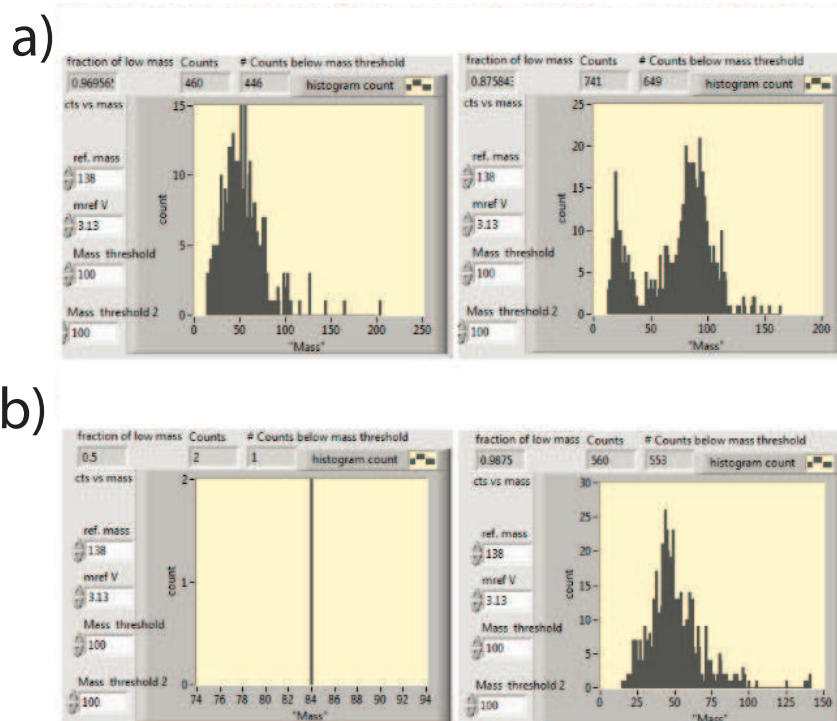 a)
fraction of low mass Counts # Counts below mass threshold
0.96956 460 446 histogram count
cts vs mass
ref. mass
138
mref V
3.13
Mass threshold
100
Mass threshold 2
100
count
15
10
5
0
0 50 100 150 200 250
"Mass"
fraction of low mass Counts # Counts below mass threshold
0.87584 741 649 histogram count
cts vs mass
ref. mass
138
mref V
3.13
Mass threshold
100
Mass threshold 2
100
count
25
20
15
10
5
0
0 50 100 150 200
"Mass"
b)
fraction of low mass Counts # Counts below mass threshold
0.5 2 1 histogram count
cts vs mass
ref. mass
138
mref V
3.13
Mass threshold
100
Mass threshold 2
100
count
2
1
0
74 76 78 80 82 84 86 88 90 92 94
"Mass"
fraction of low mass Counts # Counts below mass threshold
0.9875 560 553 histogram count
cts vs mass
ref. mass
138
mref V
3.13
Mass threshold
100
Mass threshold 2
100
count
30
25
20
15
10
5
0
0 25 50 75 100 125 150
"Mass"